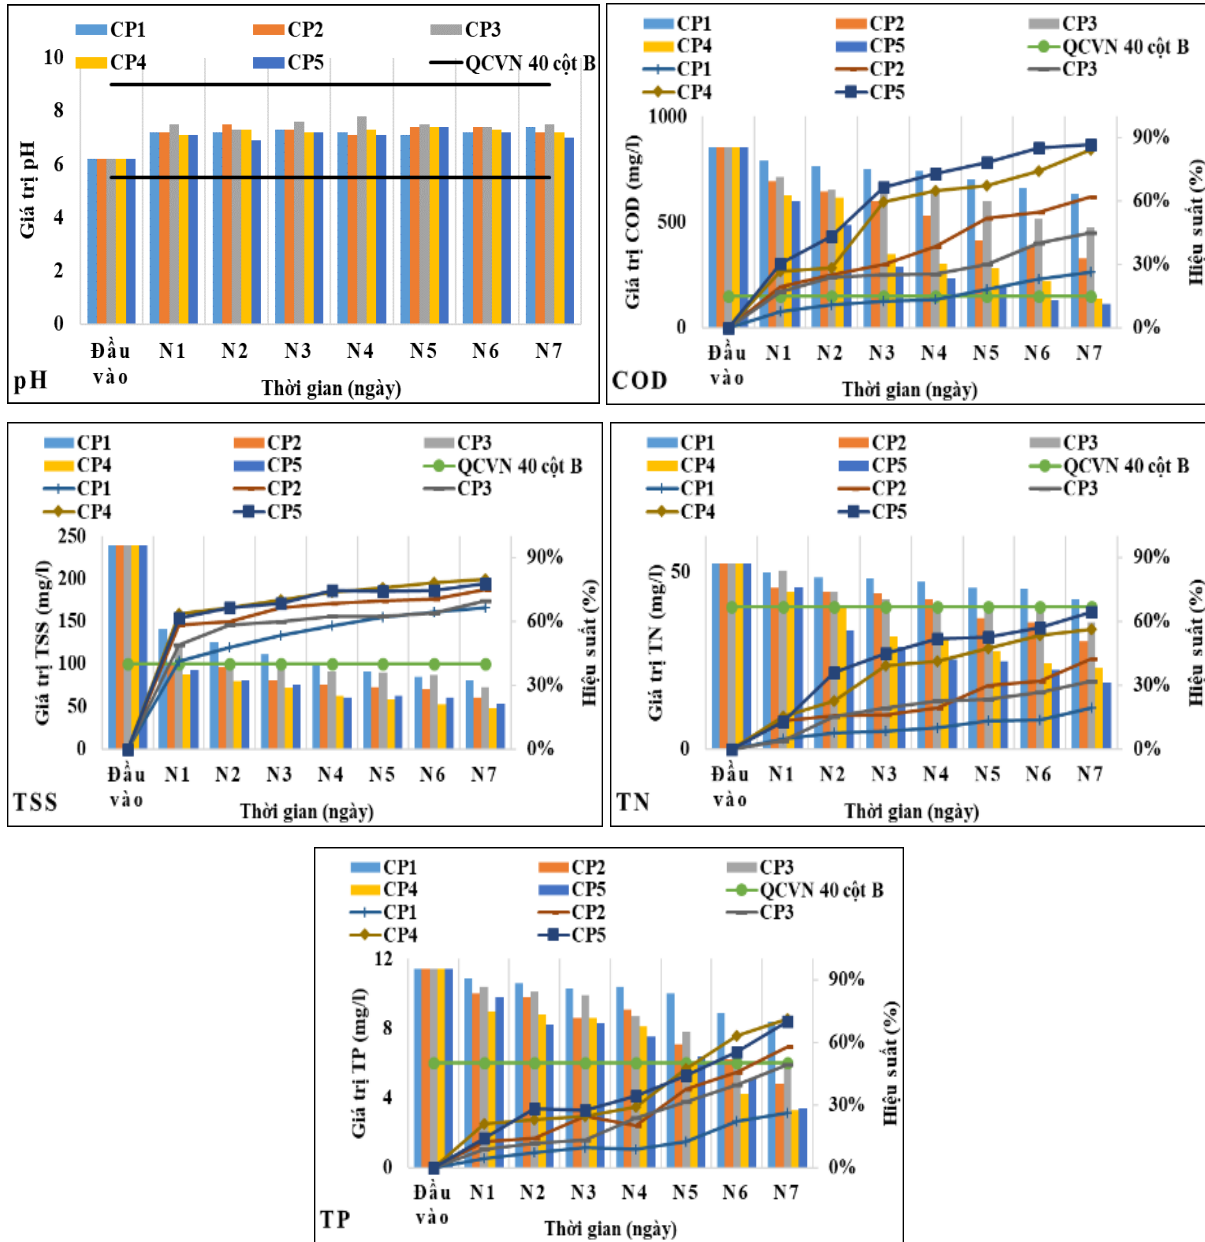 CP1 CP2 CP3
CP4 CP5 QCVN 40 cột B
10
8
6
4
2
0
Giá trị pH
Đầu vào N1 N2 N3 N4 N5 N6 N7
Thời gian (ngày)
pH
CP1 CP2 CP3
CP4 CP5 QCVN 40 cột B
CP1 CP2 CP3
CP4 CP5
1000
500
0
Giá trị COD (mg/l)
90%
60%
30%
0%
Hiệu suất (%)
Đầu vào N1 N2 N3 N4 N5 N6 N7
Thời gian (ngày)
COD
CP1 CP2 CP3
CP4 CP5 QCVN 40 cột B
CP1 CP2 CP3
CP4 CP5
250
200
150
100
50
0
Giá trị TSS (mg/l)
90%
60%
30%
0%
Hiệu suất (%)
Đầu vào N1 N2 N3 N4 N5 N6 N7
Thời gian (ngày)
TSS
CP1 CP2 CP3
CP4 CP5 QCVN 40 cột B
CP1 CP2 CP3
CP4 CP5
50
0
Giá trị TN (mg/l)
90%
60%
30%
0%
Hiệu suất (%)
Đầu vào N1 N2 N3 N4 N5 N6 N7
Thời gian (ngày)
TN
CP1 CP2 CP3
CP4 CP5 QCVN 40 cột B
CP1 CP2 CP3
CP4 CP5
12
8
4
0
Giá trị TP (mg/l)
90%
60%
30%
0%
Hiệu suất (%)
Đầu vào N1 N2 N3 N4 N5 N6 N7
Thời gian (ngày)
TP